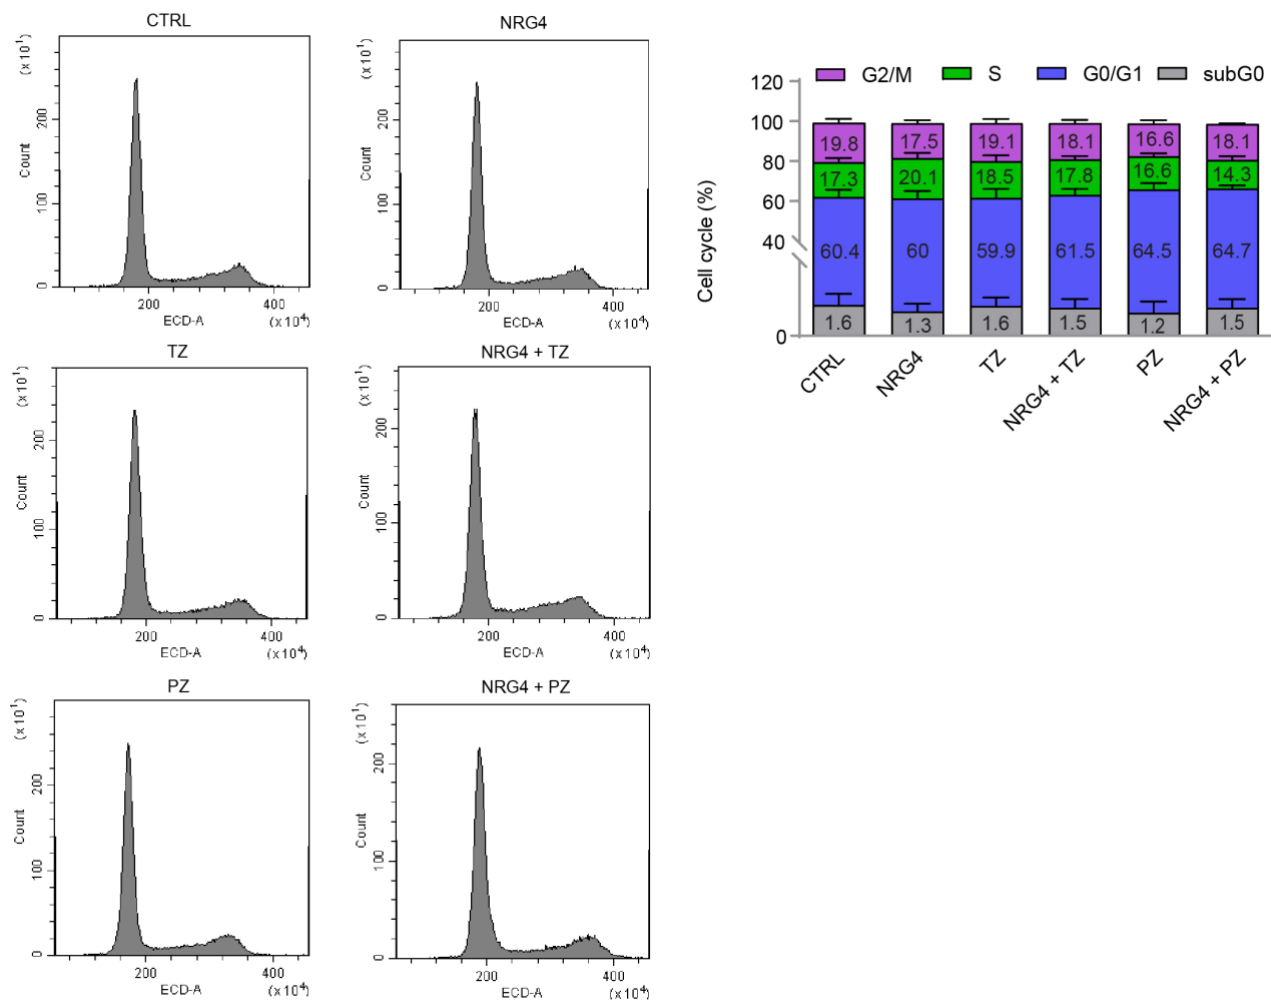 CTRL
(x10¹)
Count
200
100
0
200
400
ECD-A
(x10⁴)
NRG4
(x10¹)
Count
200
100
0
200
400
ECD-A
(x10⁴)
TZ
(x10¹)
Count
200
100
0
200
400
ECD-A
(x10⁴)
NRG4 + TZ
(x10¹)
Count
200
100
0
200
400
ECD-A
(x10⁴)
PZ
(x10¹)
Count
200
100
0
200
400
ECD-A
(x10⁴)
NRG4 + PZ
(x10¹)
Count
200
100
0
200
400
ECD-A
(x10⁴)
G2/M S G0/G1 subG0
Cell cycle (%)
120
100
80
60
40
0
19.8 17.5 19.1 18.1 16.6 18.1
17.3 20.1 18.5 17.8 16.6 14.3
60.4 60 59.9 61.5 64.5 64.7
1.6 1.3 1.6 1.5 1.2 1.5
CTRL
NRG4
TZ
NRG4 + TZ
PZ
NRG4 + PZ